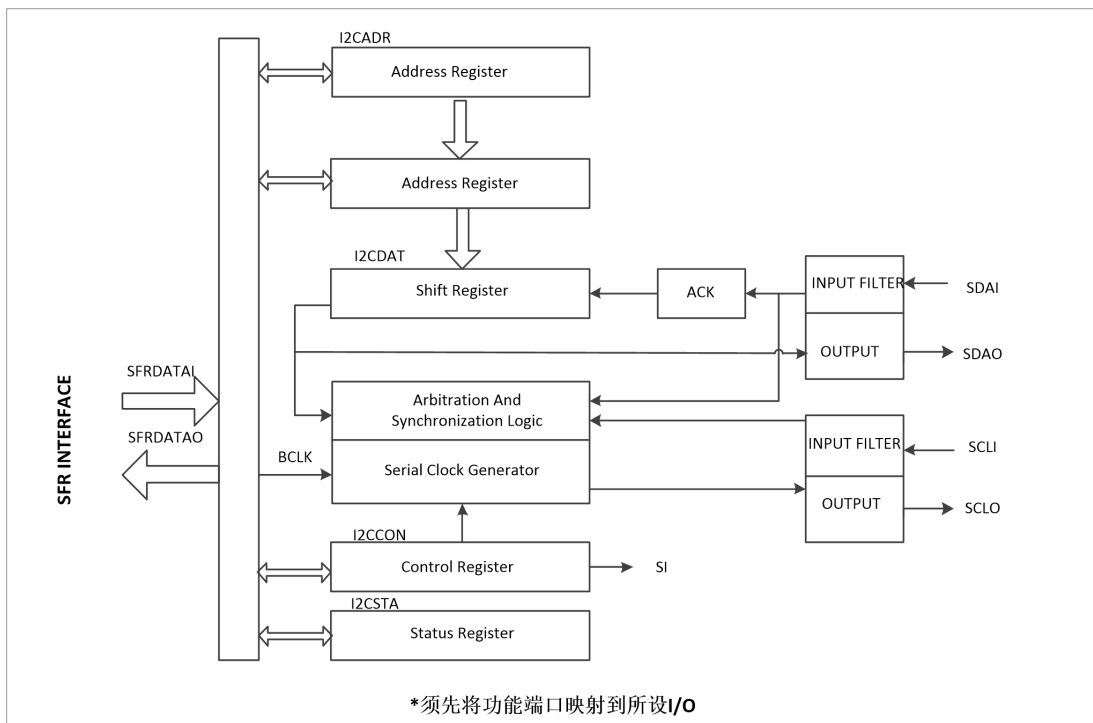 I2CADR
Address Register
Address Register
I2CDAT
Shift Register
ACK
INPUT FILTER
SDAI
OUTPUT
SDAO
SFR INTERFACE
SFRDATAI
SFRDATAO
Arbitration And
Synchronization Logic
BCLK
Serial Clock Generator
INPUT FILTER
SCLI
OUTPUT
SCLO
I2CCON
Control Register
SI
I2CSTA
Status Register
*须先将功能端口映射到所设I/O